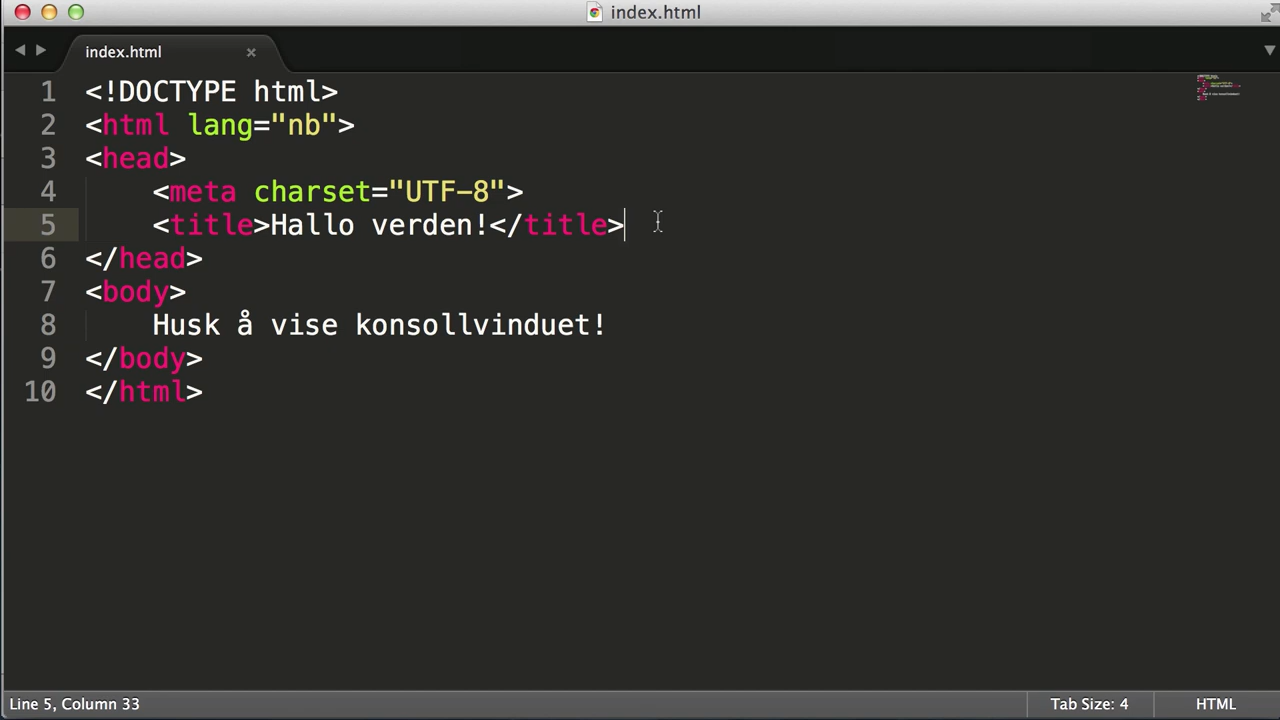 index.html
index.html ×
1 <!DOCTYPE html>
2 <html lang="nb">
3 <head>
4     <meta charset="UTF-8">
5     <title>Hallo verden!</title>
6 </head>
7 <body>
8     Husk å vise konsollvinduet!
9 </body>
10 </html>
Line 5, Column 33 Tab Size: 4 HTML